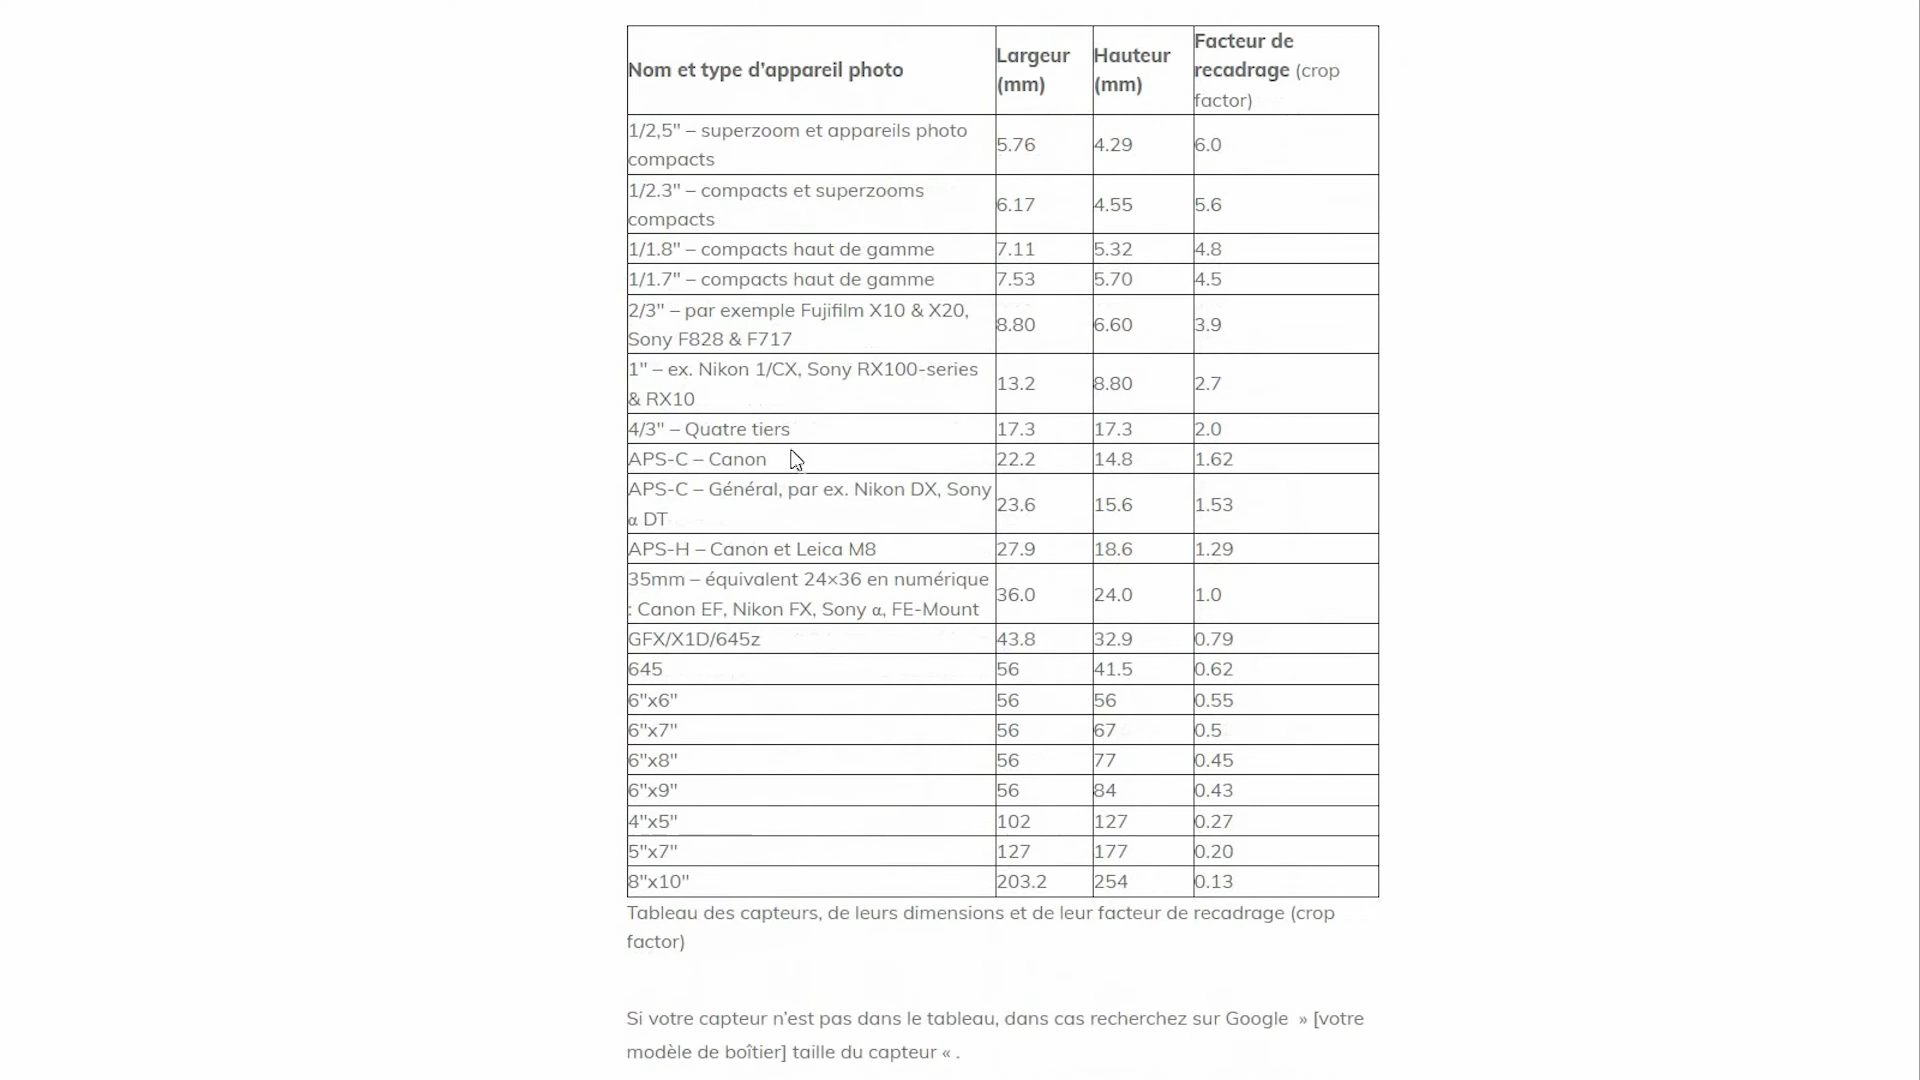 Nom et type d'appareil photo
Largeur (mm)
Hauteur (mm)
Facteur de recadrage (crop factor)
1/2,5" – superzoom et appareils photo compacts
5.76
4.29
6.0
1/2.3" – compacts et superzooms compacts
6.17
4.55
5.6
1/1.8" – compacts haut de gamme
7.11
5.32
4.8
1/1.7" – compacts haut de gamme
7.53
5.70
4.5
2/3" – par exemple Fujifilm X10 & X20, Sony F828 & F717
8.80
6.60
3.9
1" – ex. Nikon 1/CX, Sony RX100-series & RX10
13.2
8.80
2.7
4/3" – Quatre tiers
17.3
17.3
2.0
APS-C – Canon
22.2
14.8
1.62
APS-C – Général, par ex. Nikon DX, Sony α DT
23.6
15.6
1.53
APS-H – Canon et Leica M8
27.9
18.6
1.29
35mm – équivalent 24×36 en numérique : Canon EF, Nikon FX, Sony α, FE-Mount
36.0
24.0
1.0
GFX/X1D/645z
43.8
32.9
0.79
645
56
41.5
0.62
6"x6"
56
56
0.55
6"x7"
56
67
0.5
6"x8"
56
77
0.45
6"x9"
56
84
0.43
4"x5"
102
127
0.27
5"x7"
127
177
0.20
8"x10"
203.2
254
0.13
Tableau des capteurs, de leurs dimensions et de leur facteur de recadrage (crop
factor)
Si votre capteur n'est pas dans le tableau, dans cas recherchez sur Google » [votre
modèle de boîtier] taille du capteur « .